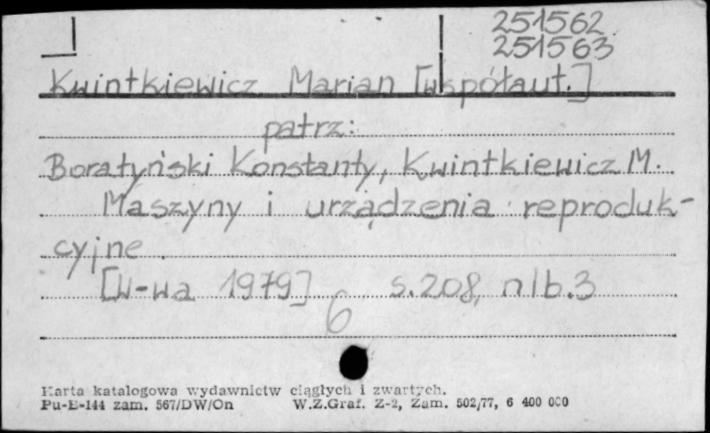 251562
251563
Kwintkiewicz Marian [współaut.]
patrz:
Boratyński Konstanty, Kwintkiewicz M.
Maszyny i urządzenia reproduk-
cyjne.
[W-wa 1979] s.208, nlb.3
6
Karta katalogowa wydawnictw ciągłych i zwartych.
Pu-E-144 zam. 567/DW/On W.Z.Graf. Z-2, Zam. 502/77, 6 400 000